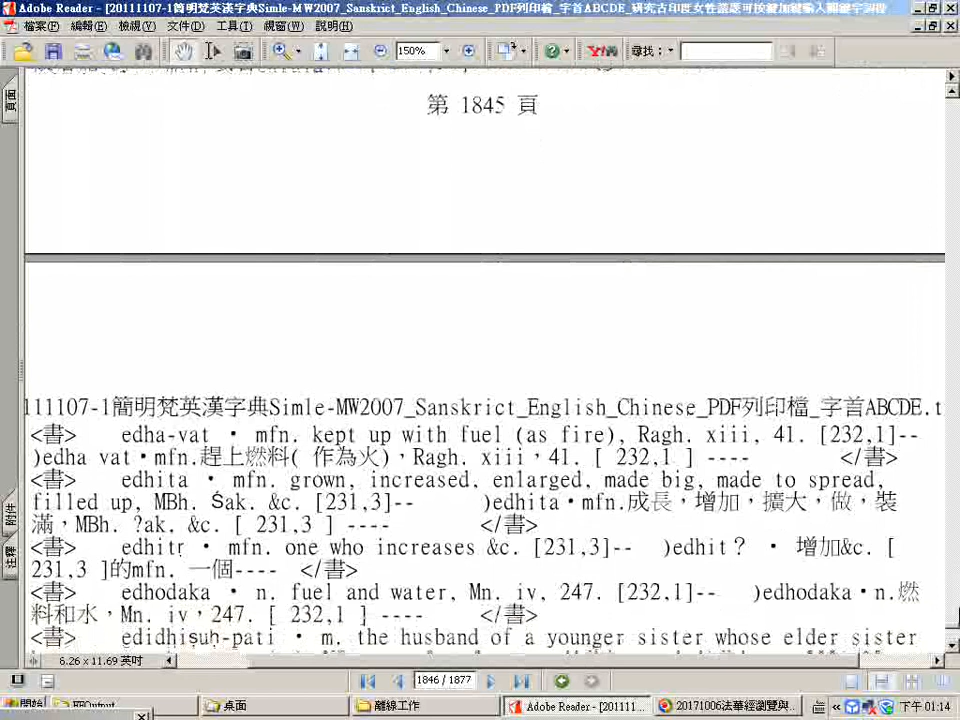 Adobe Reader - [20111107-1簡明梵英漢字典Simle-MW2007_Sanskrict_English_Chinese_PDF列印檔_字首ABCDE_研究古印度女性議題可按複加鍵輸入關鍵字詞搜
檔案(F) 編輯(E) 檢視(V) 文件(D) 工具(T) 視窗(W) 說明(H)
150% 尋找：
頁面
第 1845 頁
111107-1簡明梵英漢字典Simle-MW2007_Sanskrict_English_Chinese_PDF列印檔_字首ABCDE.t
<書> edha-vat • mfn. kept up with fuel (as fire), Ragh. xiii, 41. [232,1]--
)edha vat•mfn.趕上燃料( 作為火)，Ragh. xiii，41. [ 232,1 ] ---- </書>
<書> edhita • mfn. grown, increased, enlarged, made big, made to spread,
filled up, MBh. Śak. &c. [231,3]-- )edhita•mfn.成長，增加，擴大，做，裝
滿，MBh. ?ak. &c. [ 231,3 ] ---- </書>
<書> edhitṛ • mfn. one who increases &c. [231,3]-- )edhit？ • 增加&c. [
231,3 ]的mfn. 一個---- </書>
<書> edhodaka • n. fuel and water, Mn. iv, 247. [232,1]-- )edhodaka•n.燃
料和水，Mn. iv，247. [ 232,1 ] ---- </書>
<書> edidhiṣuḥ-pati • m. the husband of a younger sister whose elder sister
附件
注釋
6.26 x 11.69 英吋
1846 / 1877
開始 FFOutput 桌面 離線工作 Adobe Reader - [2011... 20171006法華經瀏覽與... 下午 01:14